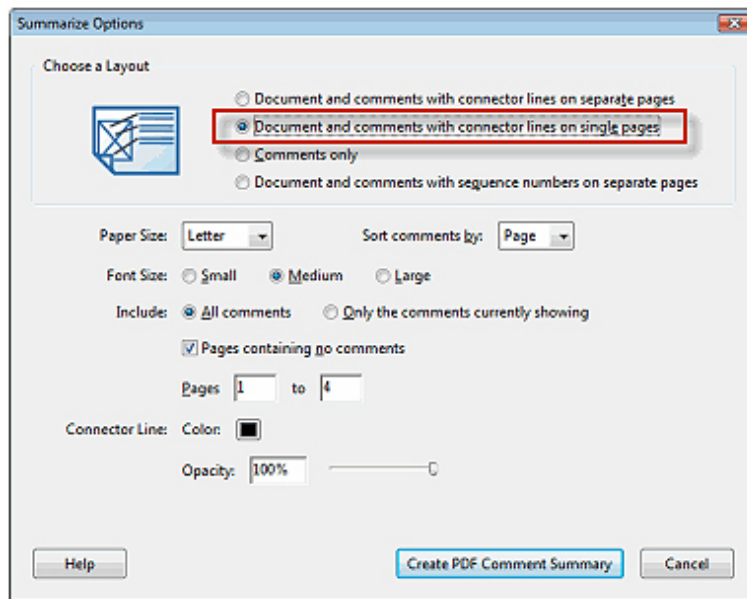 Summarize Options
Choose a Layout
Document and comments with connector lines on separate pages
Document and comments with connector lines on single pages
Comments only
Document and comments with sequence numbers on separate pages
Paper Size: Letter Sort comments by: Page
Font Size: Small Medium Large
Include: All comments Only the comments currently showing
Pages containing no comments
Pages 1 to 4
Connector Line: Color:
Opacity: 100%
Help Create PDF Comment Summary Cancel